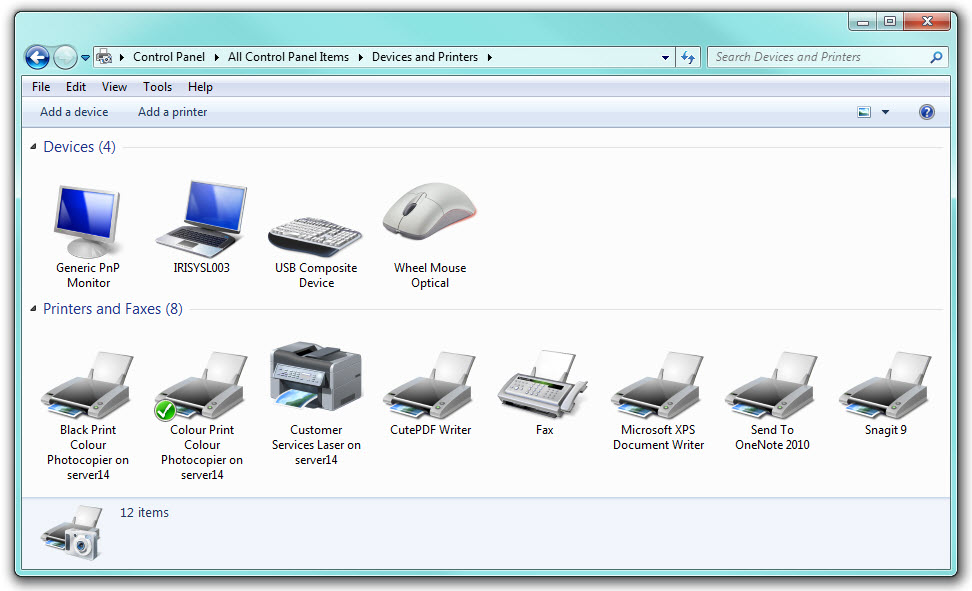 Control Panel All Control Panel Items Devices and Printers Search Devices and Printers
File Edit View Tools Help
Add a device Add a printer
Devices (4)
Generic PnP Monitor
IRISYSL003
USB Composite Device
Wheel Mouse Optical
Printers and Faxes (8)
Black Print Colour Photocopier on server14
Colour Print Colour Photocopier on server14
Customer Services Laser on server14
CutePDF Writer
Fax
Microsoft XPS Document Writer
Send To OneNote 2010
Snagit 9
12 items